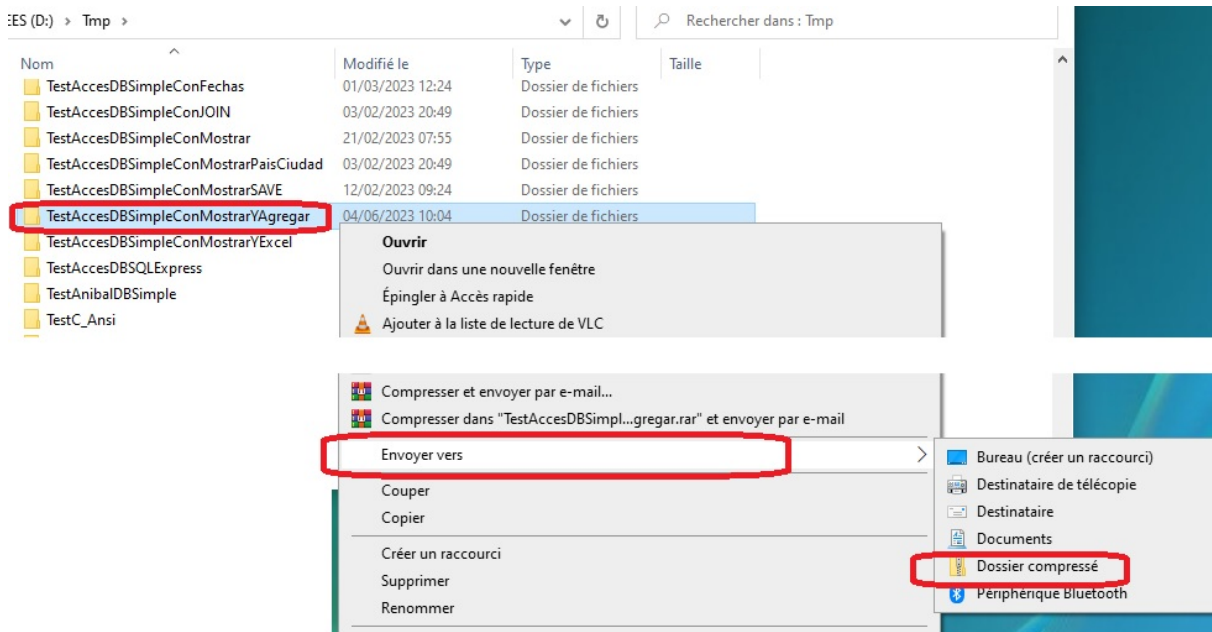 EES (D:) > Tmp >
Rechercher dans : Tmp
Nom Modifié le Type Taille
TestAccesDBSimpleConFechas 01/03/2023 12:24 Dossier de fichiers
TestAccesDBSimpleConJOIN 03/02/2023 20:49 Dossier de fichiers
TestAccesDBSimpleConMostrar 21/02/2023 07:55 Dossier de fichiers
TestAccesDBSimpleConMostrarPaisCiudad 03/02/2023 20:49 Dossier de fichiers
TestAccesDBSimpleConMostrarSAVE 12/02/2023 09:24 Dossier de fichiers
TestAccesDBSimpleConMostrarYAgregar 04/06/2023 10:04 Dossier de fichiers
TestAccesDBSimpleConMostrarYExcel
TestAccesDBSQLExpress
TestAnibalDBSimple
TestC_Ansi
Ouvrir
Ouvrir dans une nouvelle fenêtre
Épingler à Accès rapide
Ajouter à la liste de lecture de VLC
Compresser et envoyer par e-mail...
Compresser dans "TestAccesDBSimpl...gregar.rar" et envoyer par e-mail
Envoyer vers
Couper
Copier
Créer un raccourci
Supprimer
Renommer
Bureau (créer un raccourci)
Destinataire de télécopie
Destinataire
Documents
Dossier compressé
Périphérique Bluetooth